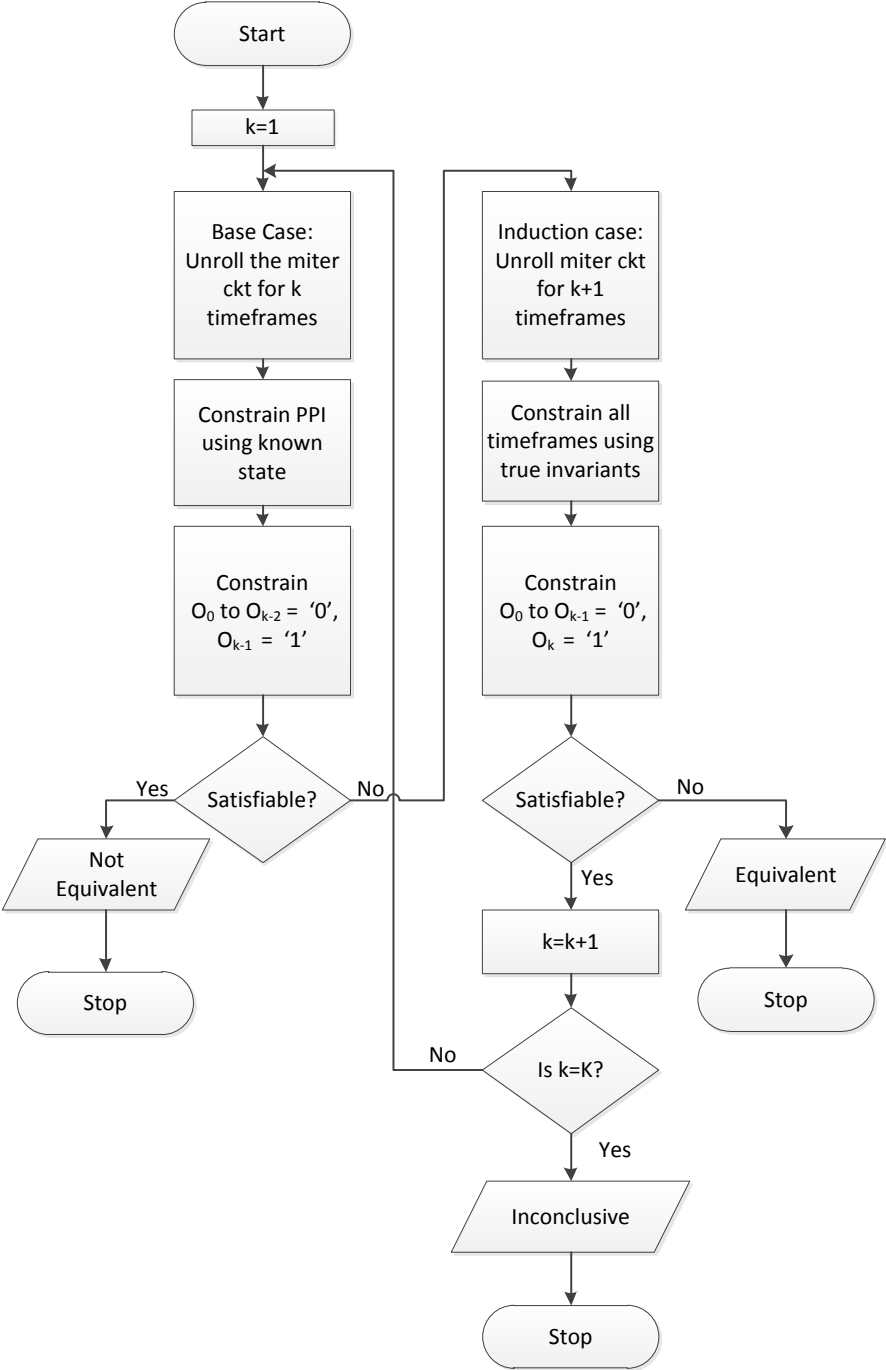 Start
k=1
Base Case:
Unroll the miter
ckt for k
timeframes
Constrain PPI
using known
state
Constrain
O₀ to Oₖ₋₂ = ‘0’,
Oₖ₋₁ = ‘1’
Satisfiable?
Yes
No
Not
Equivalent
Stop
Induction case:
Unroll miter ckt
for k+1
timeframes
Constrain all
timeframes using
true invariants
Constrain
O₀ to Oₖ₋₁ = ‘0’,
Oₖ = ‘1’
Satisfiable?
No
Equivalent
Stop
Yes
k=k+1
Is k=K?
No
Yes
Inconclusive
Stop